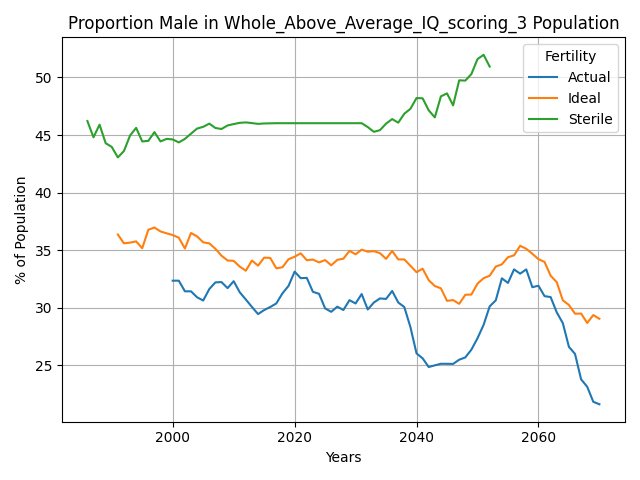 Proportion Male in Whole_Above_Average_IQ_scoring_3 Population
Fertility
Actual
Ideal
Sterile
% of Population
50
45
40
35
30
25
2000
2020
2040
2060
Years